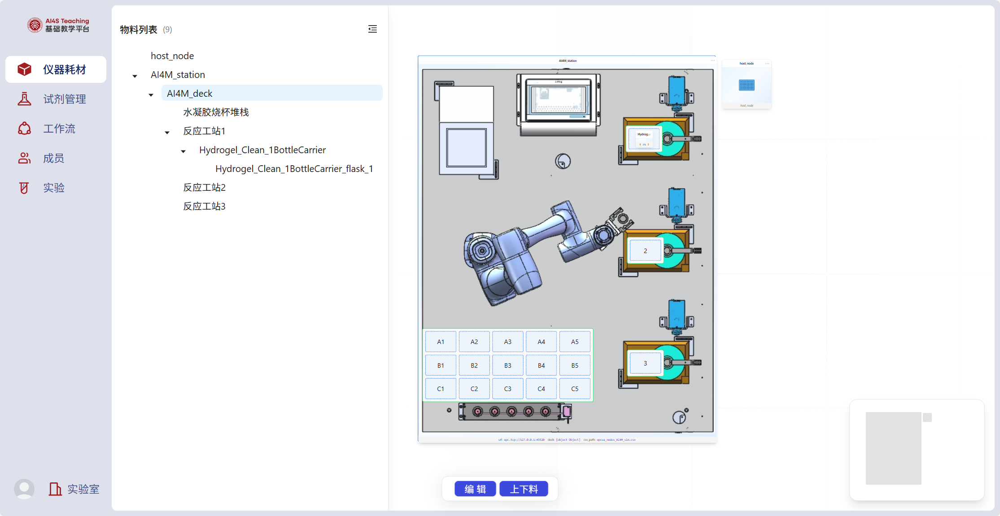 AI4S Teaching
基础教学平台
仪器耗材
试剂管理
工作流
成员
实验
实验室
物料列表 (9)
host_node
AI4M_station
AI4M_deck
水凝胶烧杯堆栈
反应工站1
Hydrogel_Clean_1BottleCarrier
Hydrogel_Clean_1BottleCarrier_flask_1
反应工站2
反应工站3
AI4M_station
host_node
host_node
Hydrog...
2
3
A1 A2 A3 A4 A5
B1 B2 B3 B4 B5
C1 C2 C3 C4 C5
url: opc.tcp://127.0.0.1:49320 deck: [object Object] csv_path: opcua_nodes_AI4M_sim.csv
编 辑 上下料